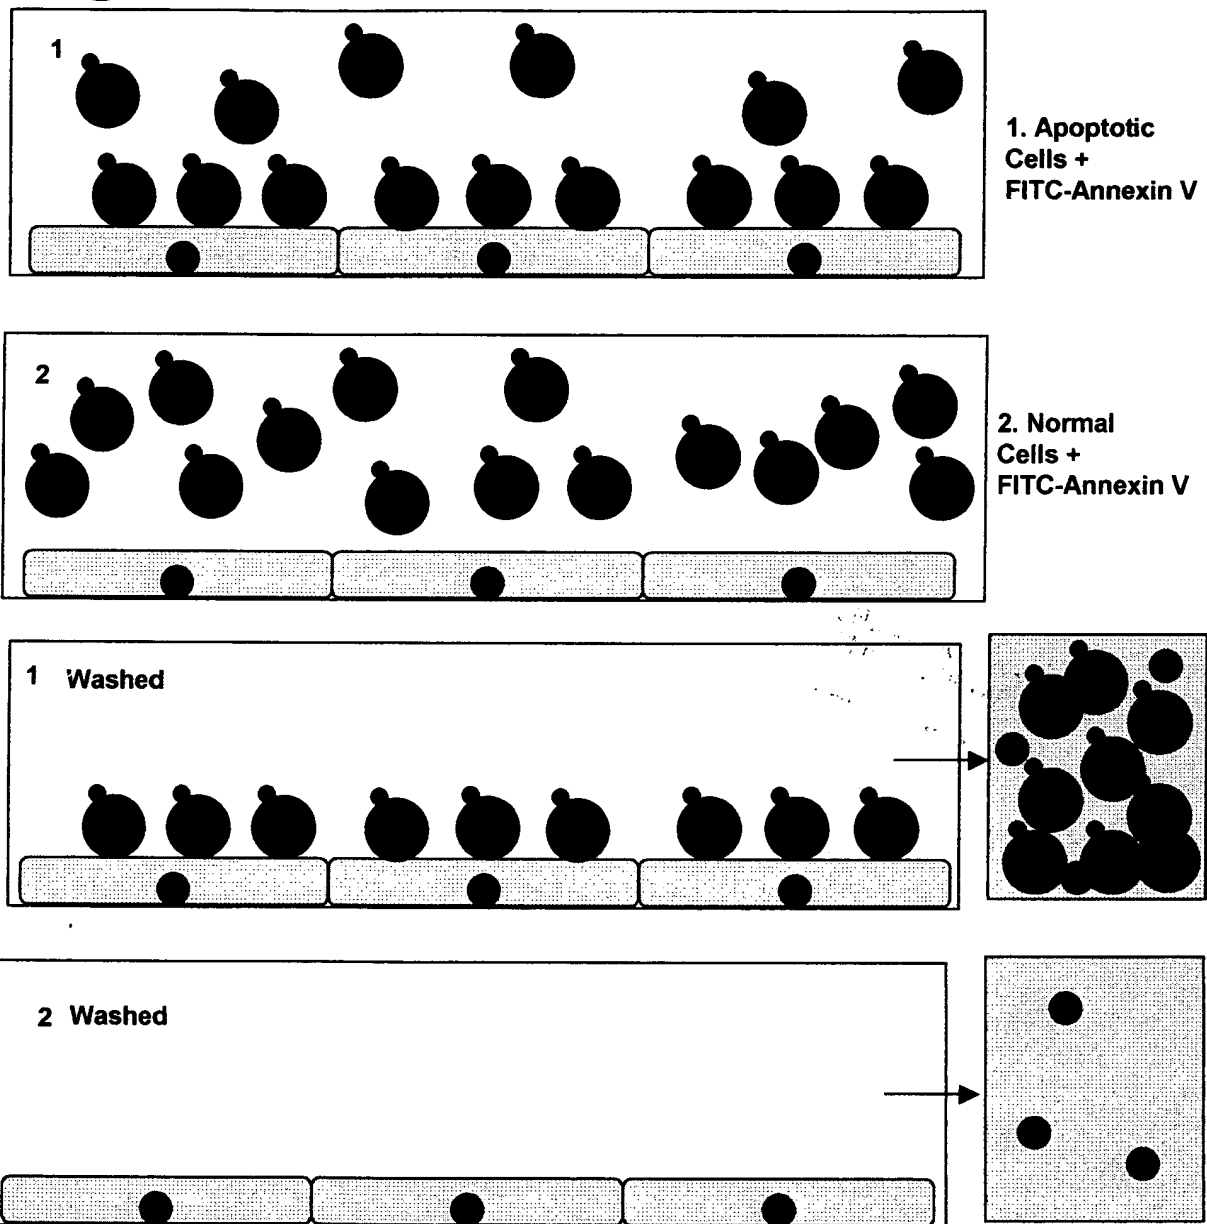 1
1. Apoptotic
Cells +
FITC-Annexin V
2
2. Normal
Cells +
FITC-Annexin V
1 Washed
2 Washed